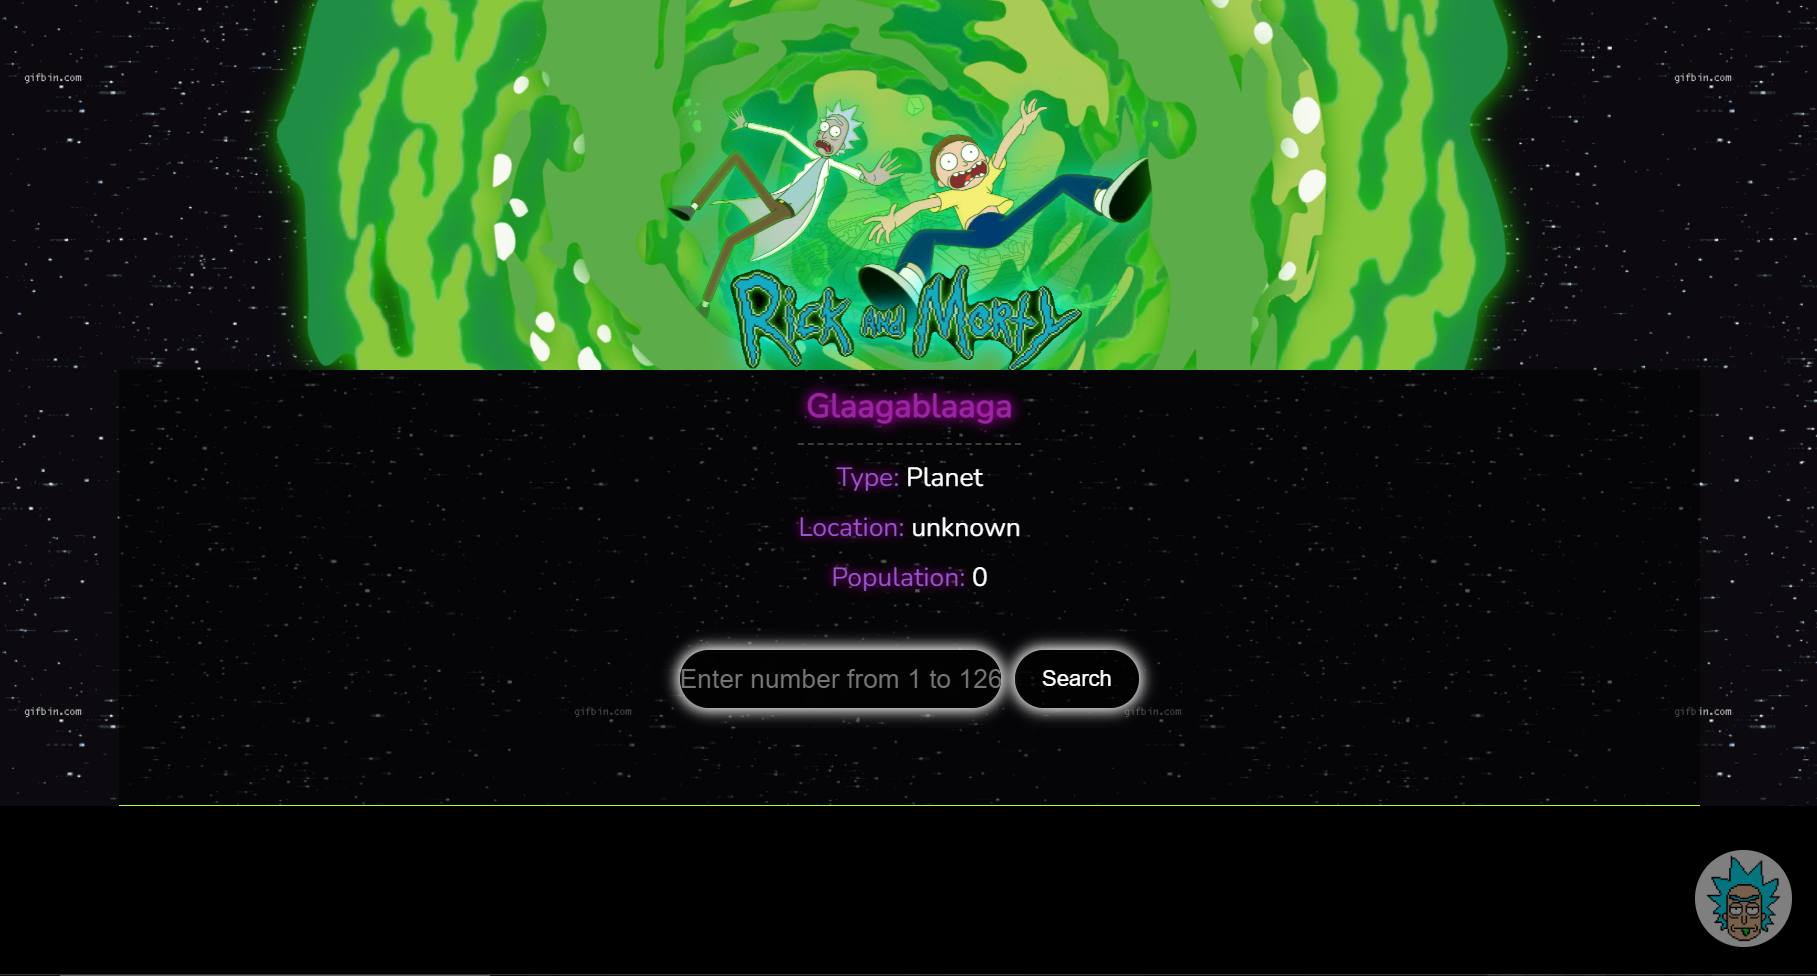 gifbin.com
gifbin.com
Rick and Morty
Glaagablaaga
Type: Planet
Location: unknown
Population: 0
Enter number from 1 to 126
Search
gifbin.com
gifbin.com
gifbin.com
gifbin.com